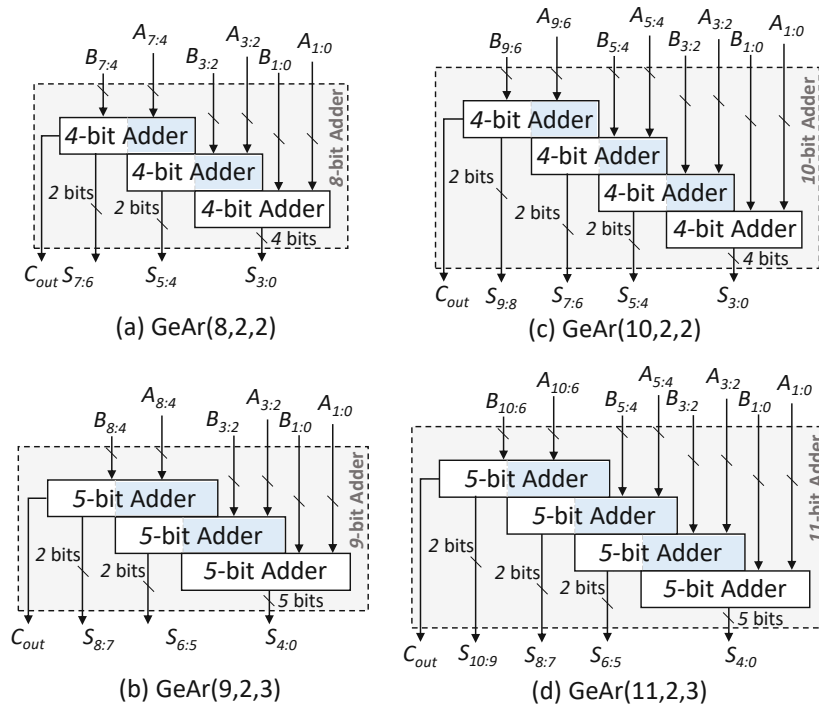 B7:4 A7:4 B3:2 A3:2 B1:0 A1:0
4-bit Adder
4-bit Adder
4-bit Adder
8-bit Adder
2 bits 2 bits 4 bits
Cout S7:6 S5:4 S3:0
(a) GeAr(8,2,2)
B9:6 A9:6 B5:4 A5:4 B3:2 A3:2 B1:0 A1:0
4-bit Adder
4-bit Adder
4-bit Adder
4-bit Adder
10-bit Adder
2 bits 2 bits 2 bits 4 bits
Cout S9:8 S7:6 S5:4 S3:0
(c) GeAr(10,2,2)
B8:4 A8:4 B3:2 A3:2 B1:0 A1:0
5-bit Adder
5-bit Adder
5-bit Adder
9-bit Adder
2 bits 2 bits 5 bits
Cout S8:7 S6:5 S4:0
(b) GeAr(9,2,3)
B10:6 A10:6 B5:4 A5:4 B3:2 A3:2 B1:0 A1:0
5-bit Adder
5-bit Adder
5-bit Adder
5-bit Adder
11-bit Adder
2 bits 2 bits 2 bits 5 bits
Cout S10:9 S8:7 S6:5 S4:0
(d) GeAr(11,2,3)